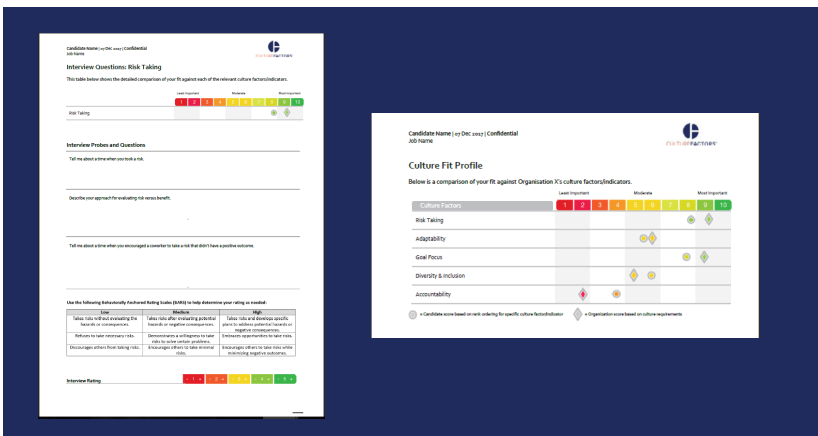 Candidate Name | 07 Dec 2017 | Confidential
Job Name
CULTUREFACTORS
Interview Questions: Risk Taking
This table below shows the detailed comparison of your fit against each of the relevant culture factors/indicators.
Least Important Moderate Most Important
1 2 3 4 5 6 7 8 9 10
Risk Taking
Interview Probes and Questions
Tell me about a time when you took a risk.
Describe your approach for evaluating risk versus benefit.
Tell me about a time when you encouraged a coworker to take a risk that didn't have a positive outcome.
Use the following Behaviorally Anchored Rating Scales (BARS) to help determine your rating as needed:
Low Medium High
Takes risks without evaluating the Takes risks after evaluating potential Takes risks and develops specific
hazards or consequences. hazards or negative consequences. plans to address potential hazards or
negative consequences.
Refuses to take necessary risks. Demonstrates a willingness to take Embraces opportunities to take risks.
risks to solve certain problems.
Discourages others from taking risks. Encourages others to take minimal Encourages others to take risks while
risks. minimizing negative outcomes.
Interview Rating - 1 + - 2 + - 3 + - 4 + - 5 +
Candidate Name | 07 Dec 2017 | Confidential
Job Name
CULTUREFACTORS
Culture Fit Profile
Below is a comparison of your fit against Organisation X's culture factors/indicators.
Least Important Moderate Most Important
Culture Factors 1 2 3 4 5 6 7 8 9 10
Risk Taking
Adaptability
Goal Focus
Diversity & Inclusion
Accountability
= Candidate score based on rank ordering for specific culture factor/indicator = Organisation score based on culture requirements